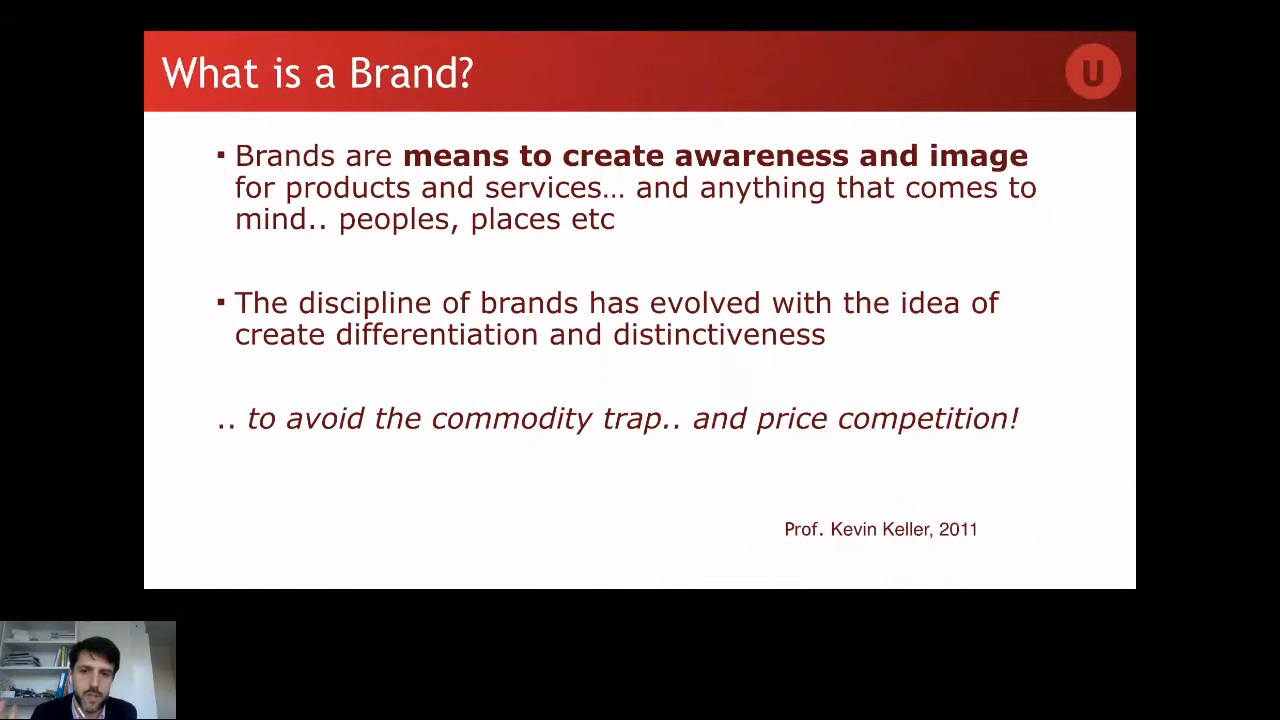 What is a Brand?
U
▪ Brands are means to create awareness and image
for products and services... and anything that comes to
mind.. peoples, places etc
▪ The discipline of brands has evolved with the idea of
create differentiation and distinctiveness
.. to avoid the commodity trap.. and price competition!
Prof. Kevin Keller, 2011